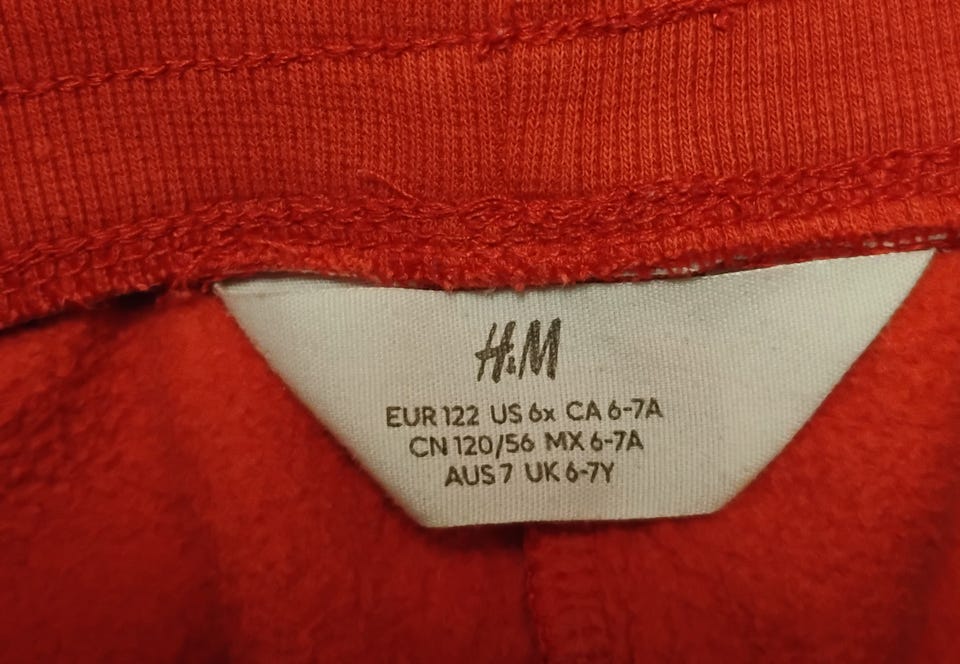 H&M
EUR 122 US 6x CA 6-7A
CN 120/56 MX 6-7A
AUS 7 UK 6-7Y